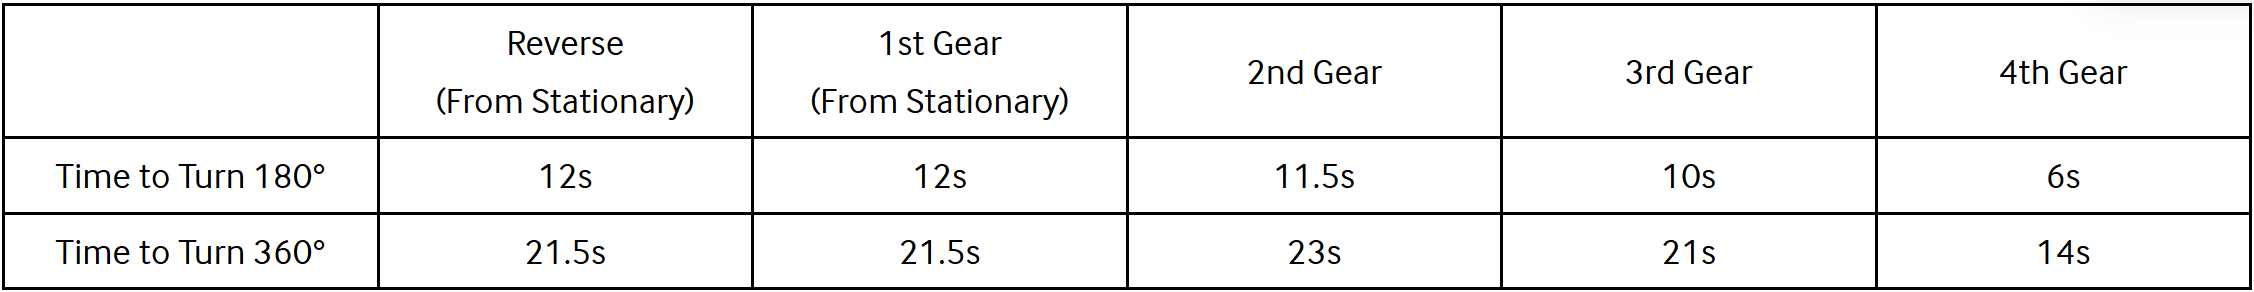 Reverse
(From Stationary)
1st Gear
(From Stationary)
2nd Gear
3rd Gear
4th Gear
Time to Turn 180°
12s
12s
11.5s
10s
6s
Time to Turn 360°
21.5s
21.5s
23s
21s
14s